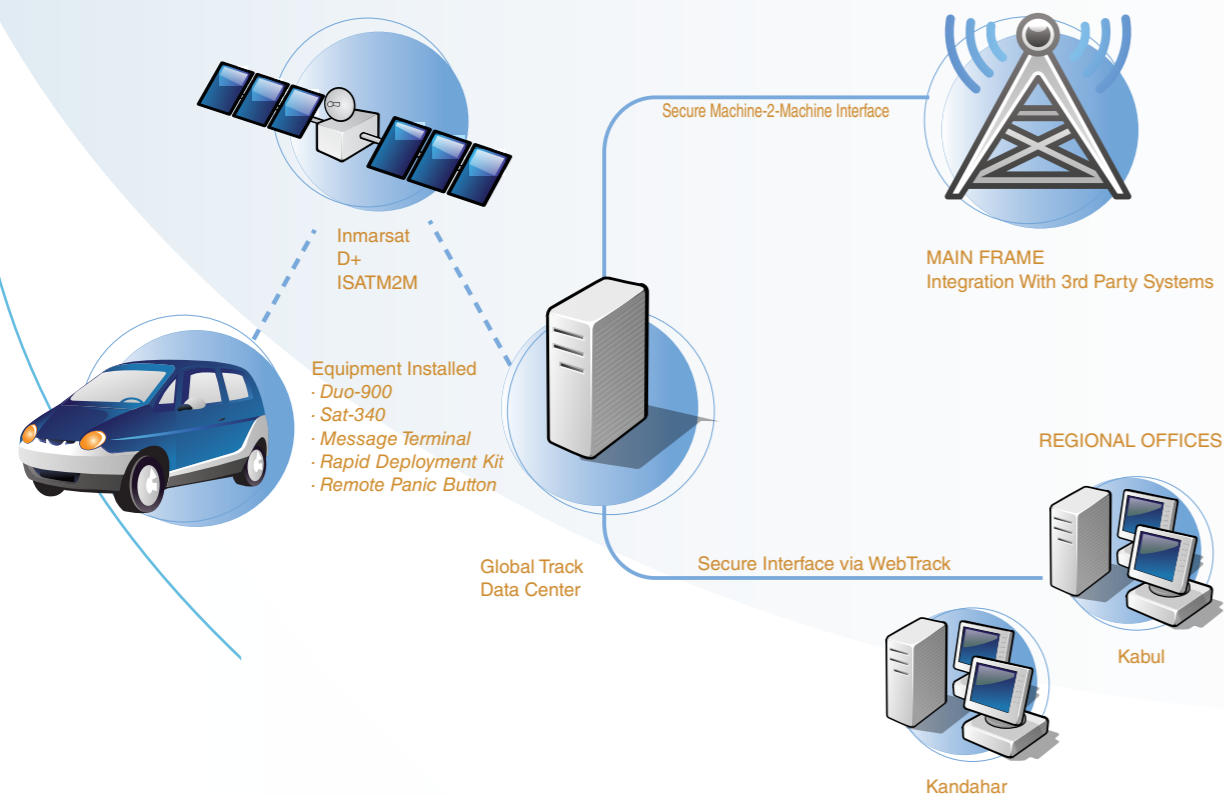 Secure Machine-2-Machine Interface
Inmarsat
D+
ISATM2M
MAIN FRAME
Integration With 3rd Party Systems
Equipment Installed
· Duo-900
· Sat-340
· Message Terminal
· Rapid Deployment Kit
· Remote Panic Button
REGIONAL OFFICES
Global Track
Data Center
Secure Interface via WebTrack
Kabul
Kandahar